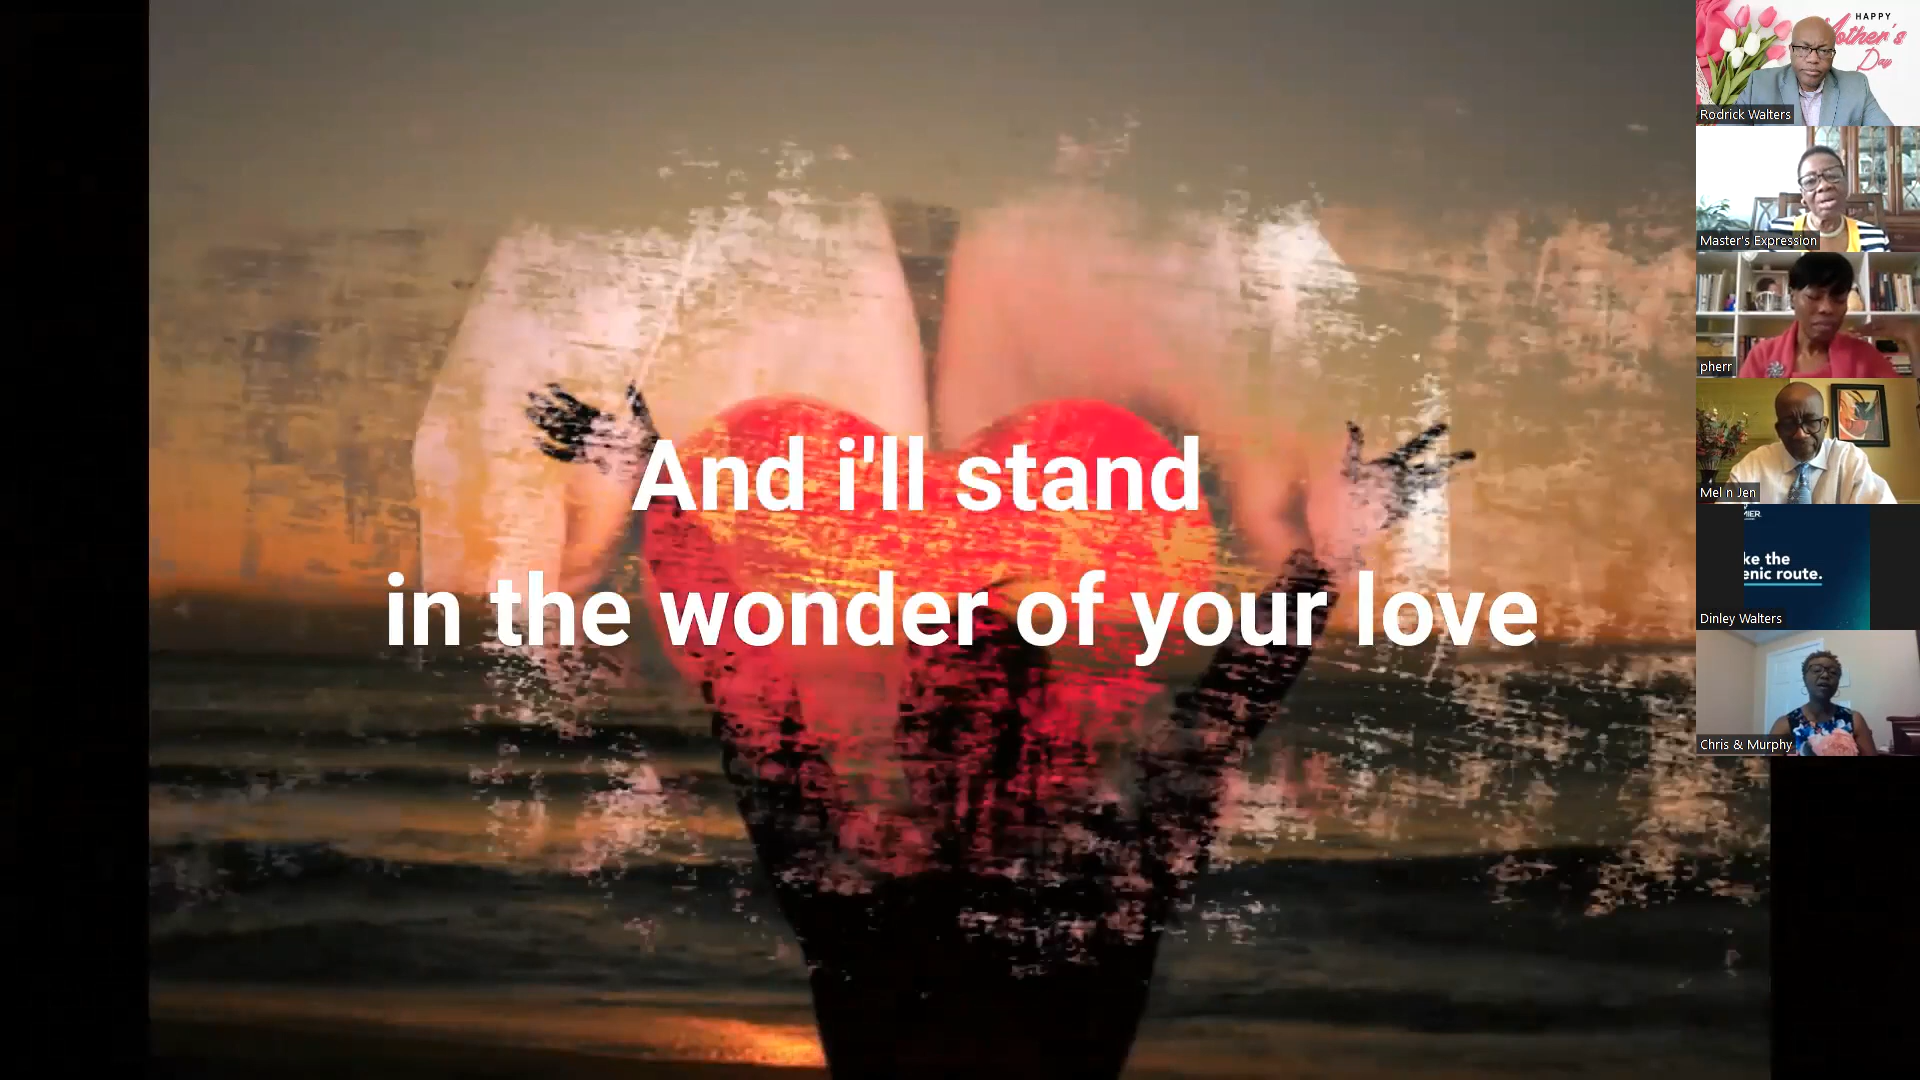 And i'll stand
in the wonder of your love
HAPPY
Mother's
Day
Rodrick Walters
Master's Expression
pherr
Mel n Jen
MIER
ke the
enic route.
Dinley Walters
Chris & Murphy